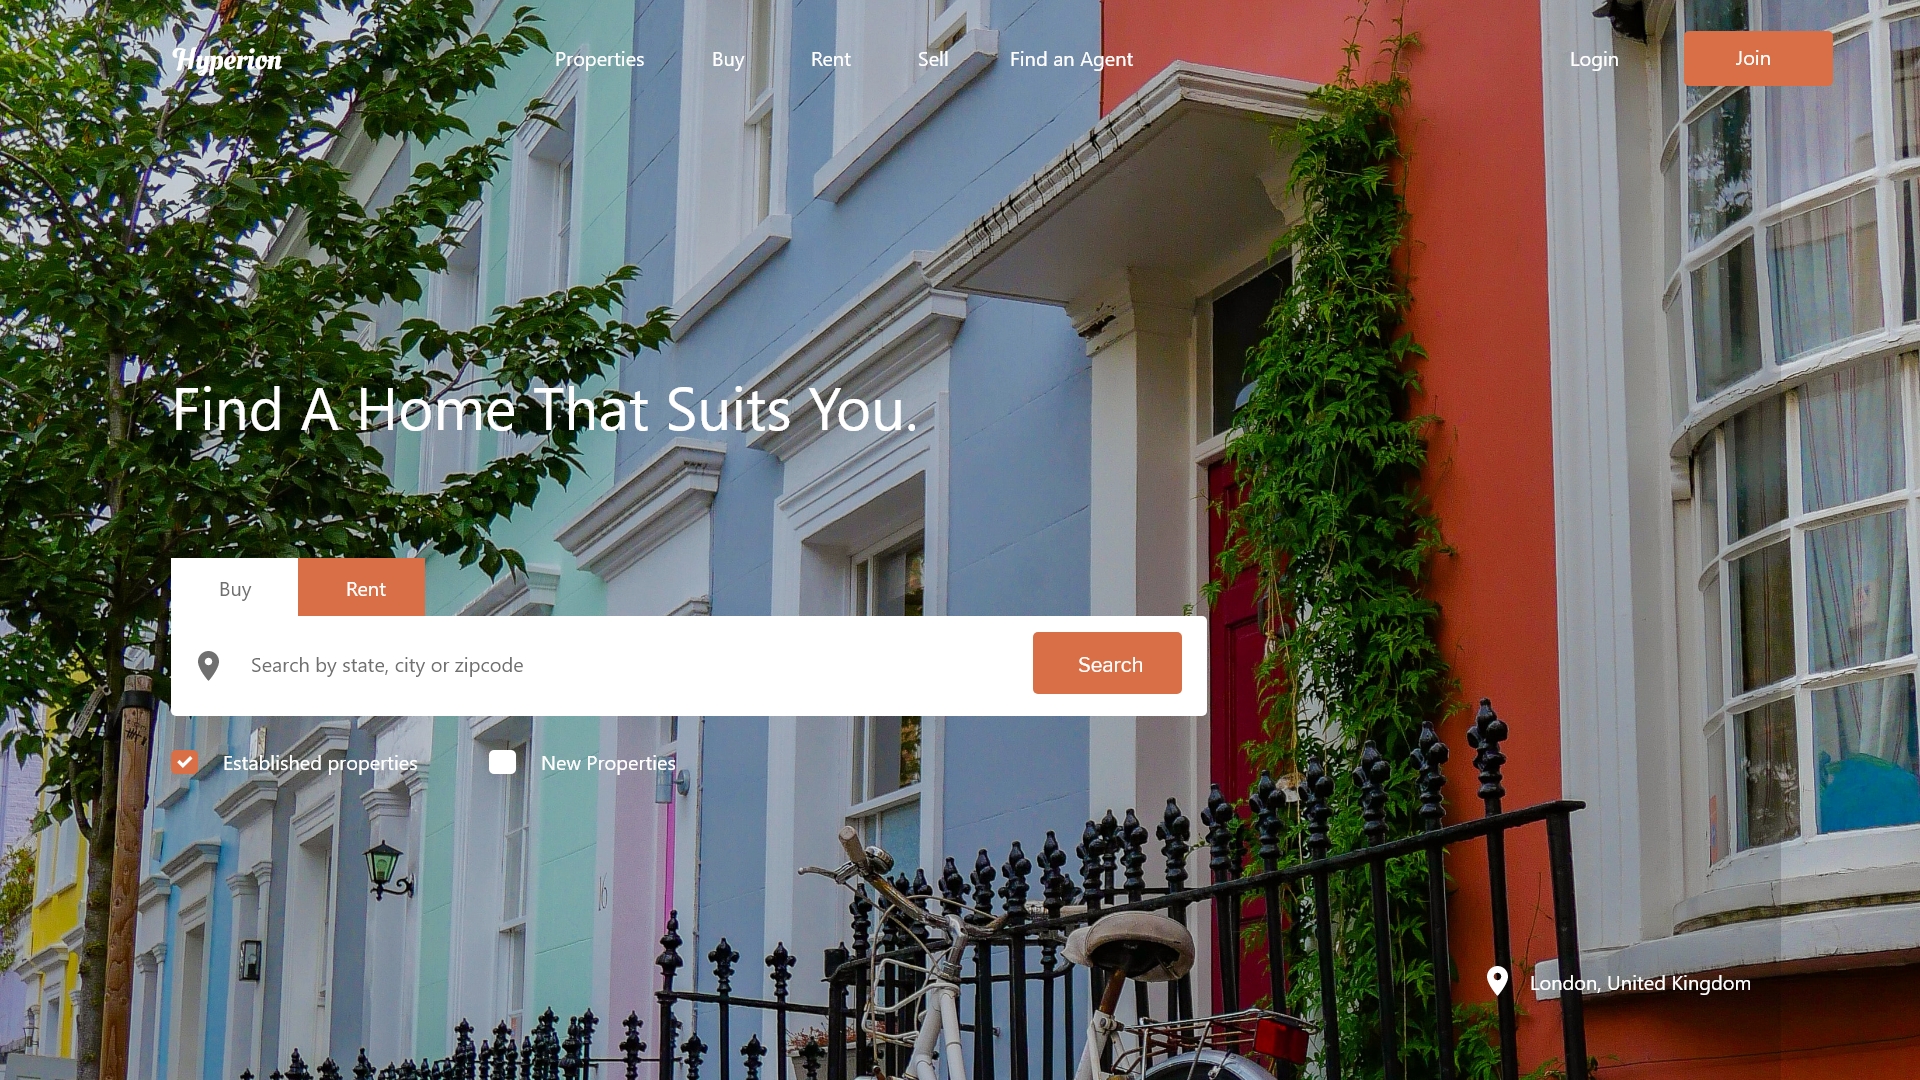 Hyperion
Properties
Buy
Rent
Sell
Find an Agent
Login
Join
Find A Home That Suits You.
Buy
Rent
Search by state, city or zipcode
Search
Established properties
New Properties
16
London, United Kingdom